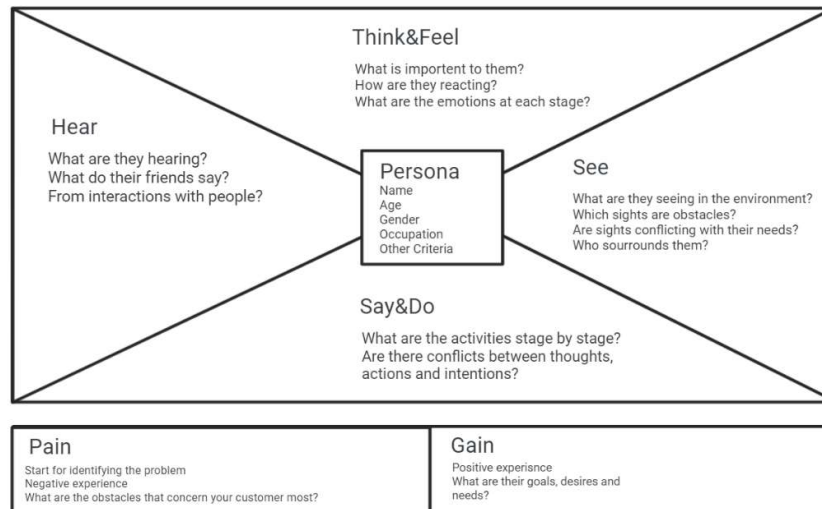 Think&Feel
What is importent to them?
How are they reacting?
What are the emotions at each stage?
Hear
What are they hearing?
What do their friends say?
From interactions with people?
Persona
Name
Age
Gender
Occupation
Other Criteria
See
What are they seeing in the environment?
Which sights are obstacles?
Are sights conflicting with their needs?
Who sourrounds them?
Say&Do
What are the activities stage by stage?
Are there conflicts between thoughts,
actions and intentions?
Pain
Start for identifying the problem
Negative experience
What are the obstacles that concern your customer most?
Gain
Positive experisnce
What are their goals, desires and
needs?